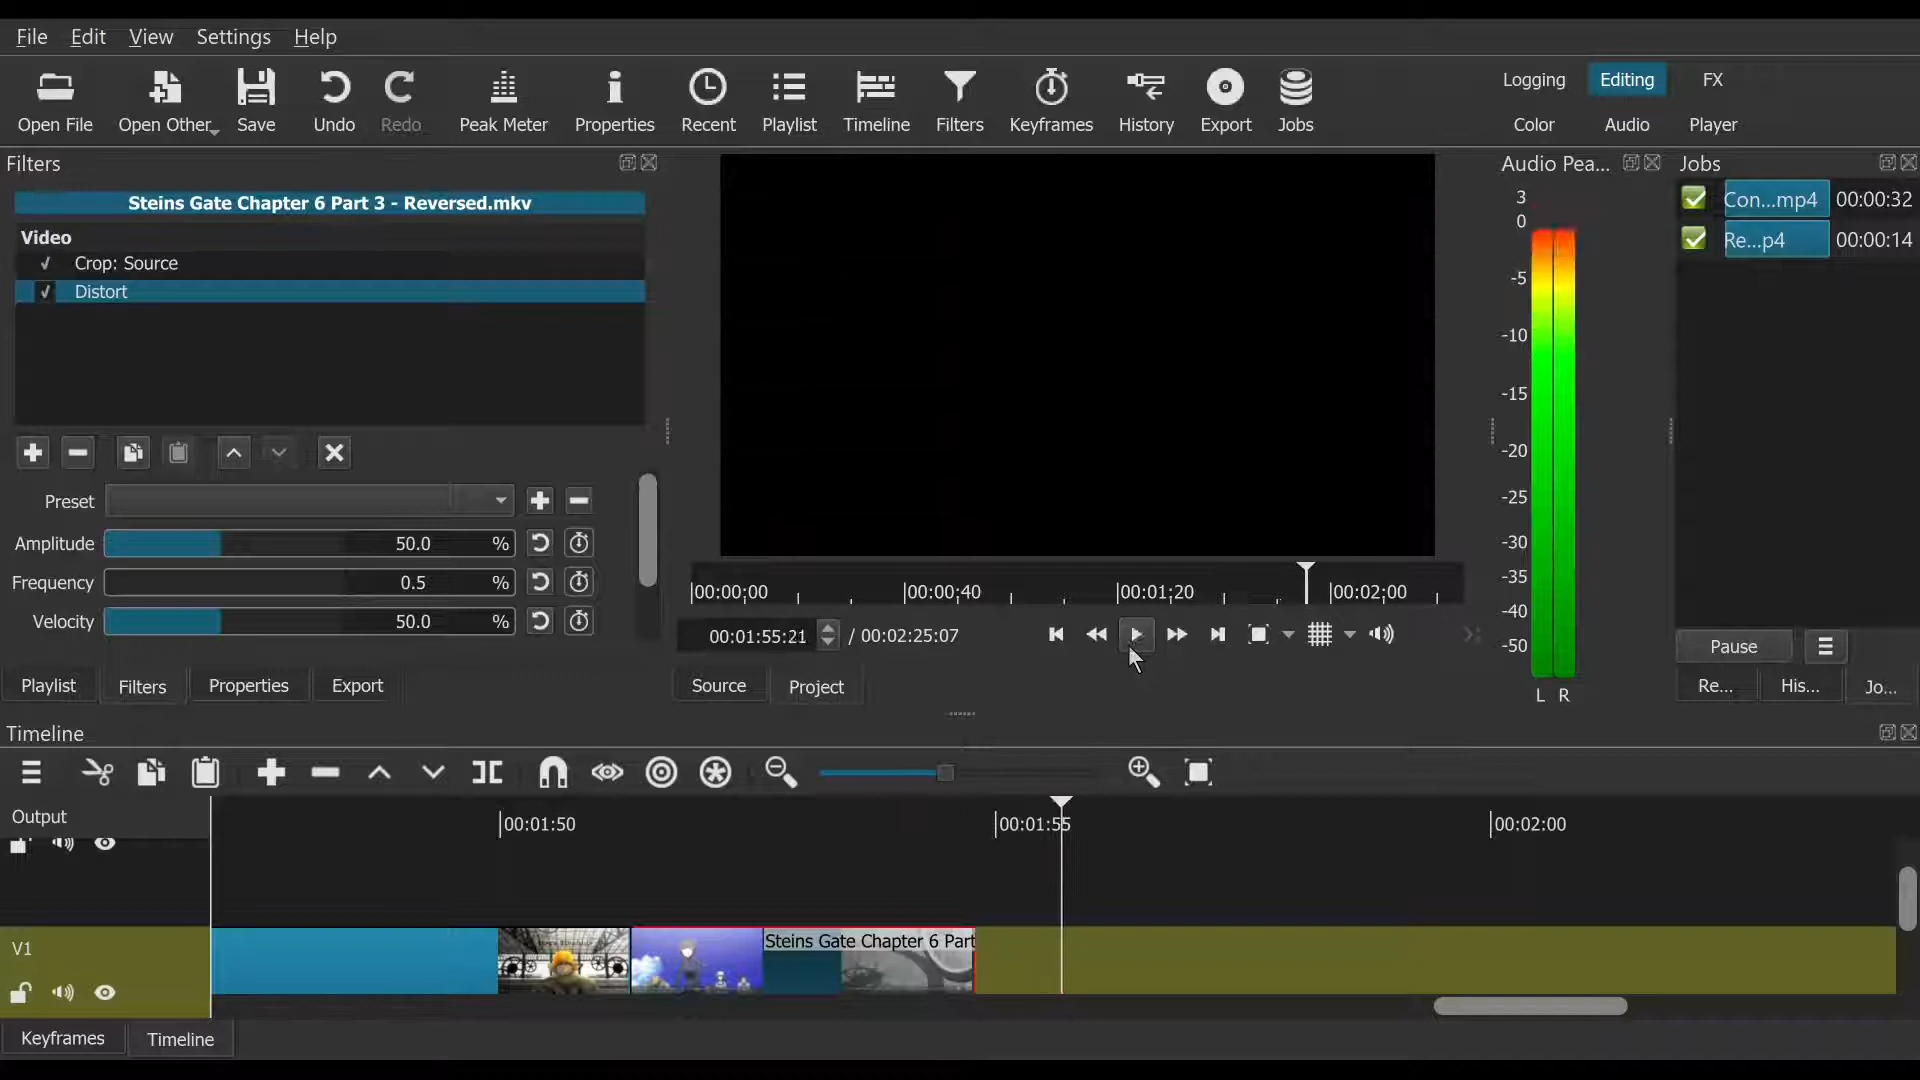 File Edit View Settings Help
Open File Open Other Save Undo Redo Peak Meter Properties Recent Playlist Timeline Filters Keyframes History Export Jobs
Logging Editing FX
Color Audio Player
Filters
Audio Pea...
Jobs
Steins Gate Chapter 6 Part 3 - Reversed.mkv
Video
Crop: Source
Distort
Preset
Amplitude 50.0 %
Frequency 0.5 %
Velocity 50.0 %
Playlist Filters Properties Export
00:00:00 00:00:40 00:01:20 00:02:00
00:01:55:21 / 00:02:25:07
Source Project
3
0
-5
-10
-15
-20
-25
-30
-35
-40
-50
L R
Con...mp4 00:00:32
Re...p4 00:00:14
Pause
Re... His... Jo...
Timeline
Output
00:01:50 00:01:55 00:02:00
V1
Steins Gate Chapter 6 Part
Keyframes Timeline